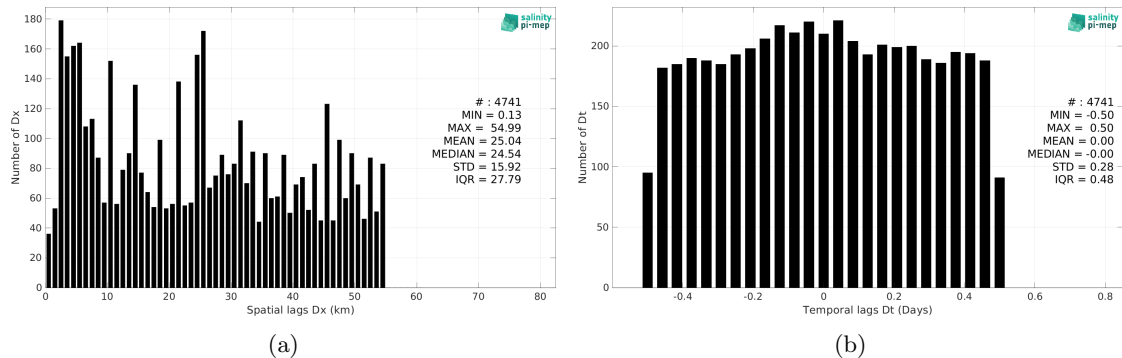 180
160
140
120
100
80
60
40
20
0
Number of Dx
0
10
20
30
40
50
60
70
80
Spatial lags Dx (km)
salinity
pi-mep
# : 4741
MIN = 0.13
MAX = 54.99
MEAN = 25.04
MEDIAN = 24.54
STD = 15.92
IQR = 27.79
(a)
200
150
100
50
0
Number of Dt
-0.4
-0.2
0
0.2
0.4
0.6
0.8
Temporal lags Dt (Days)
salinity
pi-mep
# : 4741
MIN = -0.50
MAX = 0.50
MEAN = 0.00
MEDIAN = -0.00
STD = 0.28
IQR = 0.48
(b)